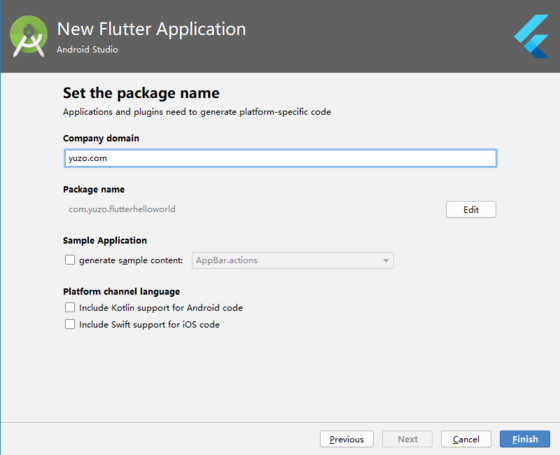 New Flutter Application
Android Studio
Set the package name
Applications and plugins need to generate platform-specific code
Company domain
yuzo.com
Package name
com.yuzo.flutterhelloworld
Edit
Sample Application
generate sample content: AppBar.actions
Platform channel language
Include Kotlin support for Android code
Include Swift support for iOS code
Previous Next Cancel Finish